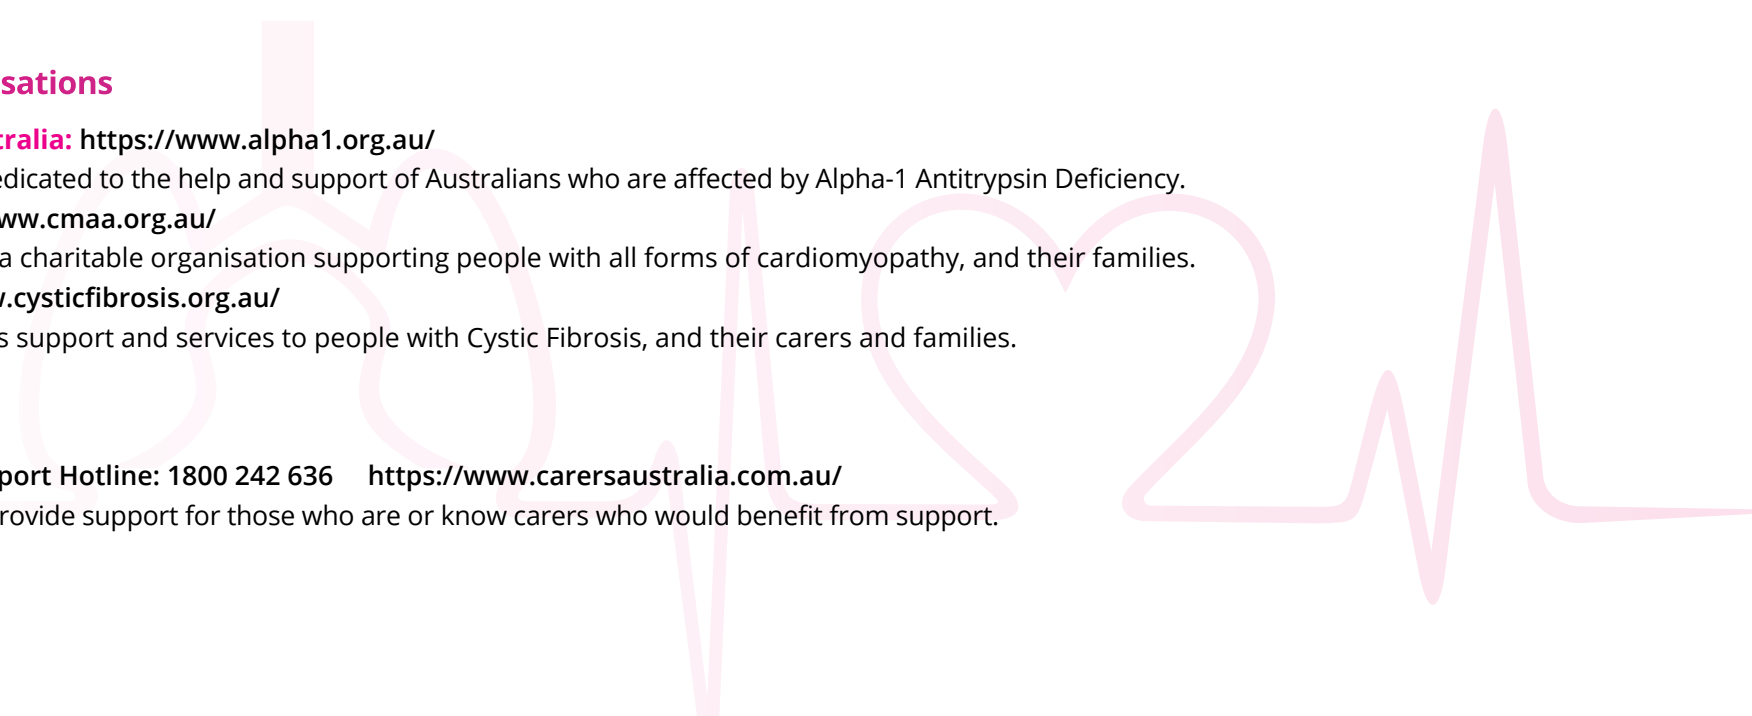 sations
tralia: https://www.alpha1.org.au/
edicated to the help and support of Australians who are affected by Alpha-1 Antitrypsin Deficiency.
ww.cmaa.org.au/
a charitable organisation supporting people with all forms of cardiomyopathy, and their families.
.cysticfibrosis.org.au/
s support and services to people with Cystic Fibrosis, and their carers and families.
port Hotline: 1800 242 636 https://www.carersaustralia.com.au/
rovide support for those who are or know carers who would benefit from support.